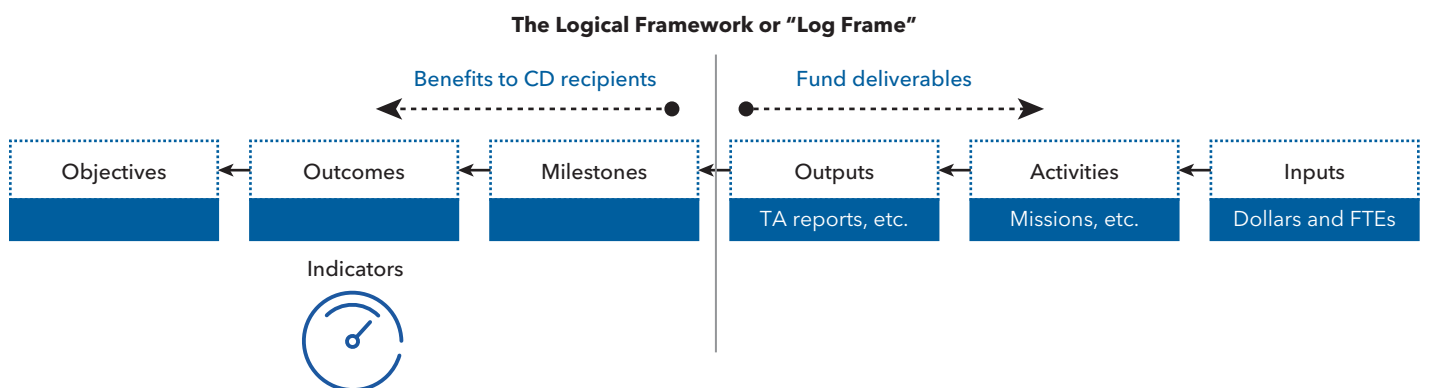 The Logical Framework or “Log Frame”
Benefits to CD recipients
Fund deliverables
Objectives
Outcomes
Milestones
Outputs
Activities
Inputs
TA reports, etc.
Missions, etc.
Dollars and FTEs
Indicators